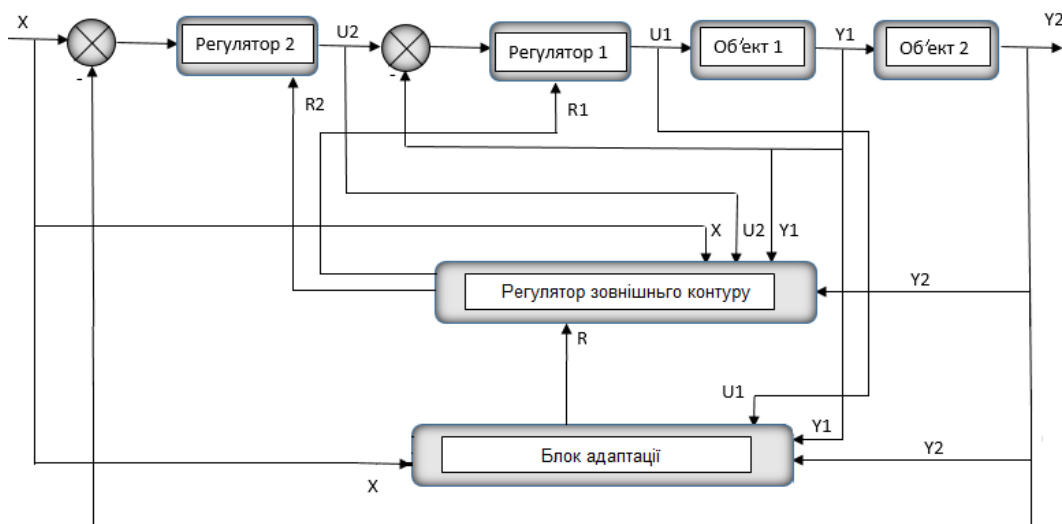 X
Регулятор 2
U2
Регулятор 1
U1
Об'єкт 1
Y1
Об'єкт 2
Y2
-
-
R2
R1
X
U2
Y1
Регулятор зовнішнього контуру
Y2
R
U1
Y1
Y2
Блок адаптації
X